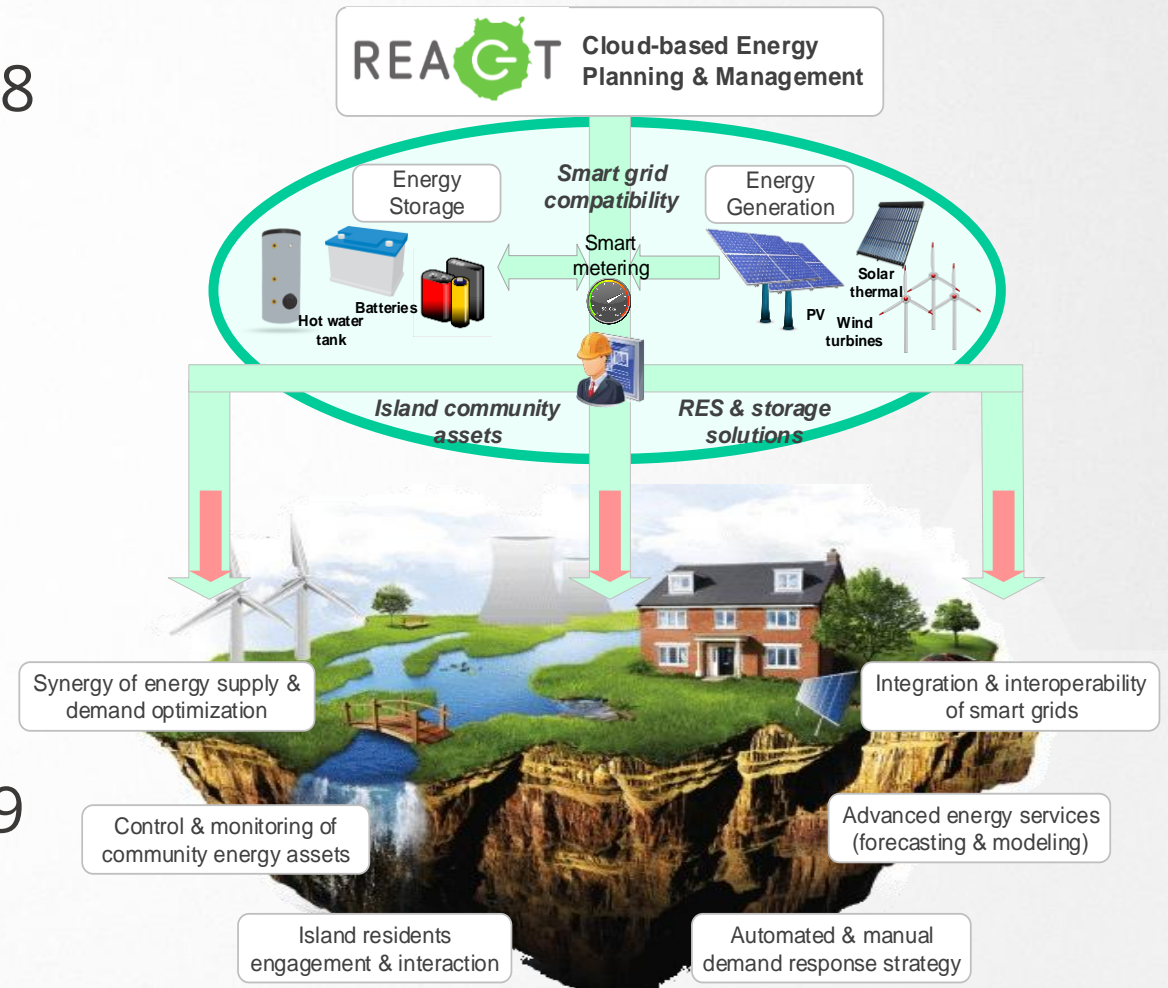 8
REACT
Cloud-based Energy
Planning & Management
Energy
Storage
Smart grid
compatibility
Energy
Generation
Smart
metering
Solar
thermal
Batteries
Hot water
tank
PV
Wind
turbines
Island community
assets
RES & storage
solutions
Synergy of energy supply &
demand optimization
Integration & interoperability
of smart grids
9
Control & monitoring of
community energy assets
Advanced energy services
(forecasting & modeling)
Island residents
engagement & interaction
Automated & manual
demand response strategy